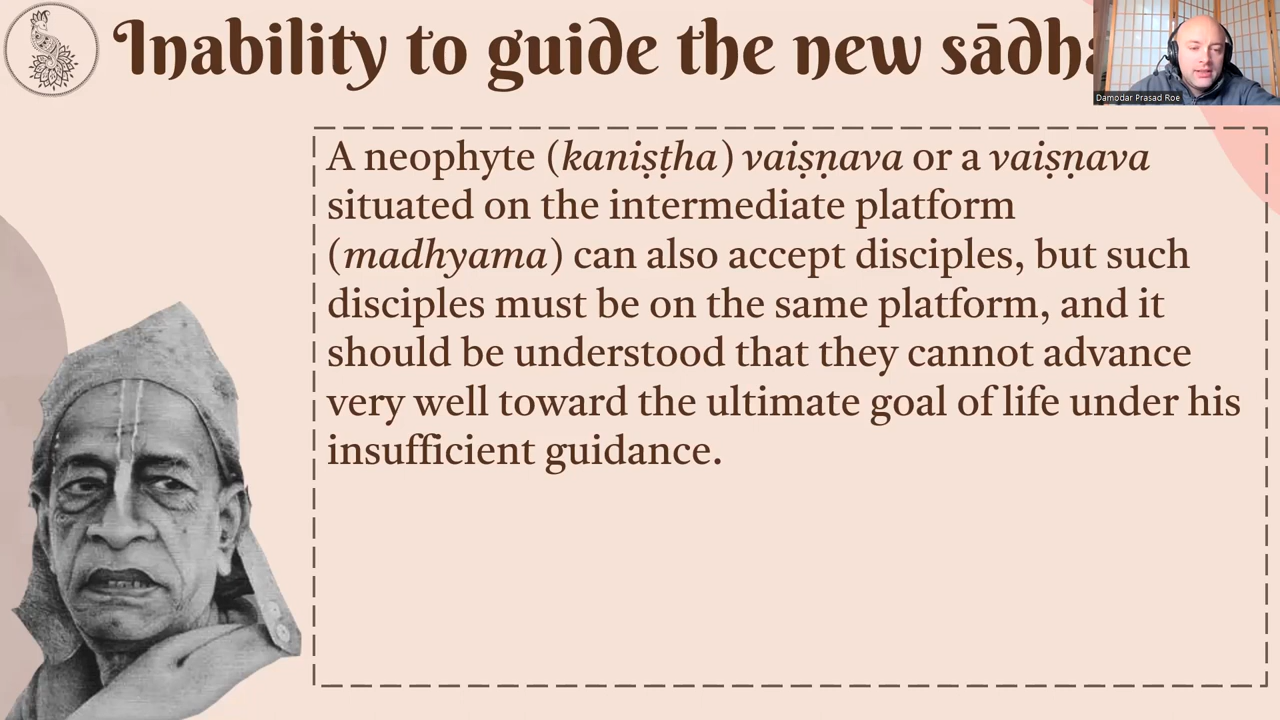 Inability to guide the new sādha
Damodar Prasad Roe
A neophyte (kaniṣṭha) vaiṣṇava or a vaiṣṇava
situated on the intermediate platform
(madhyama) can also accept disciples, but such
disciples must be on the same platform, and it
should be understood that they cannot advance
very well toward the ultimate goal of life under his
insufficient guidance.